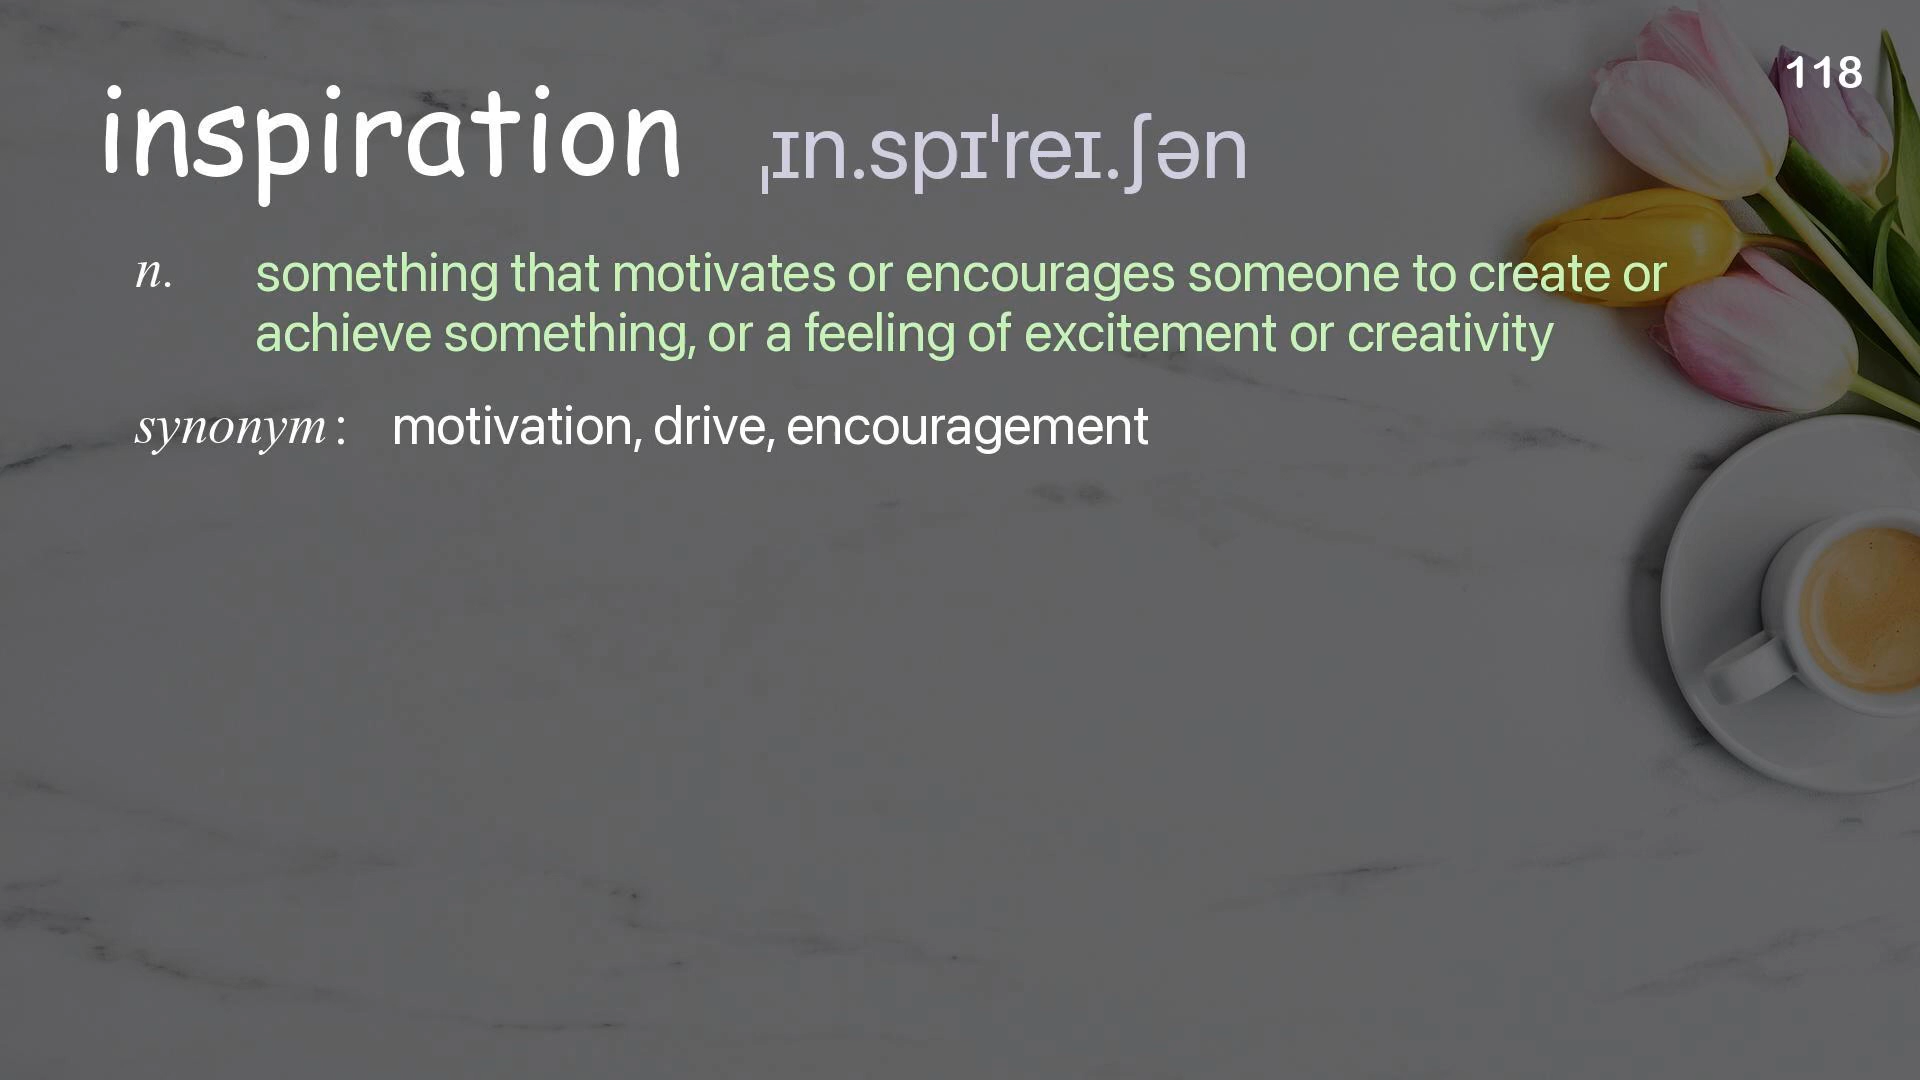 118
inspiration ˌɪn.spɪˈreɪ.ʃən
n. something that motivates or encourages someone to create or
achieve something, or a feeling of excitement or creativity
synonym: motivation, drive, encouragement